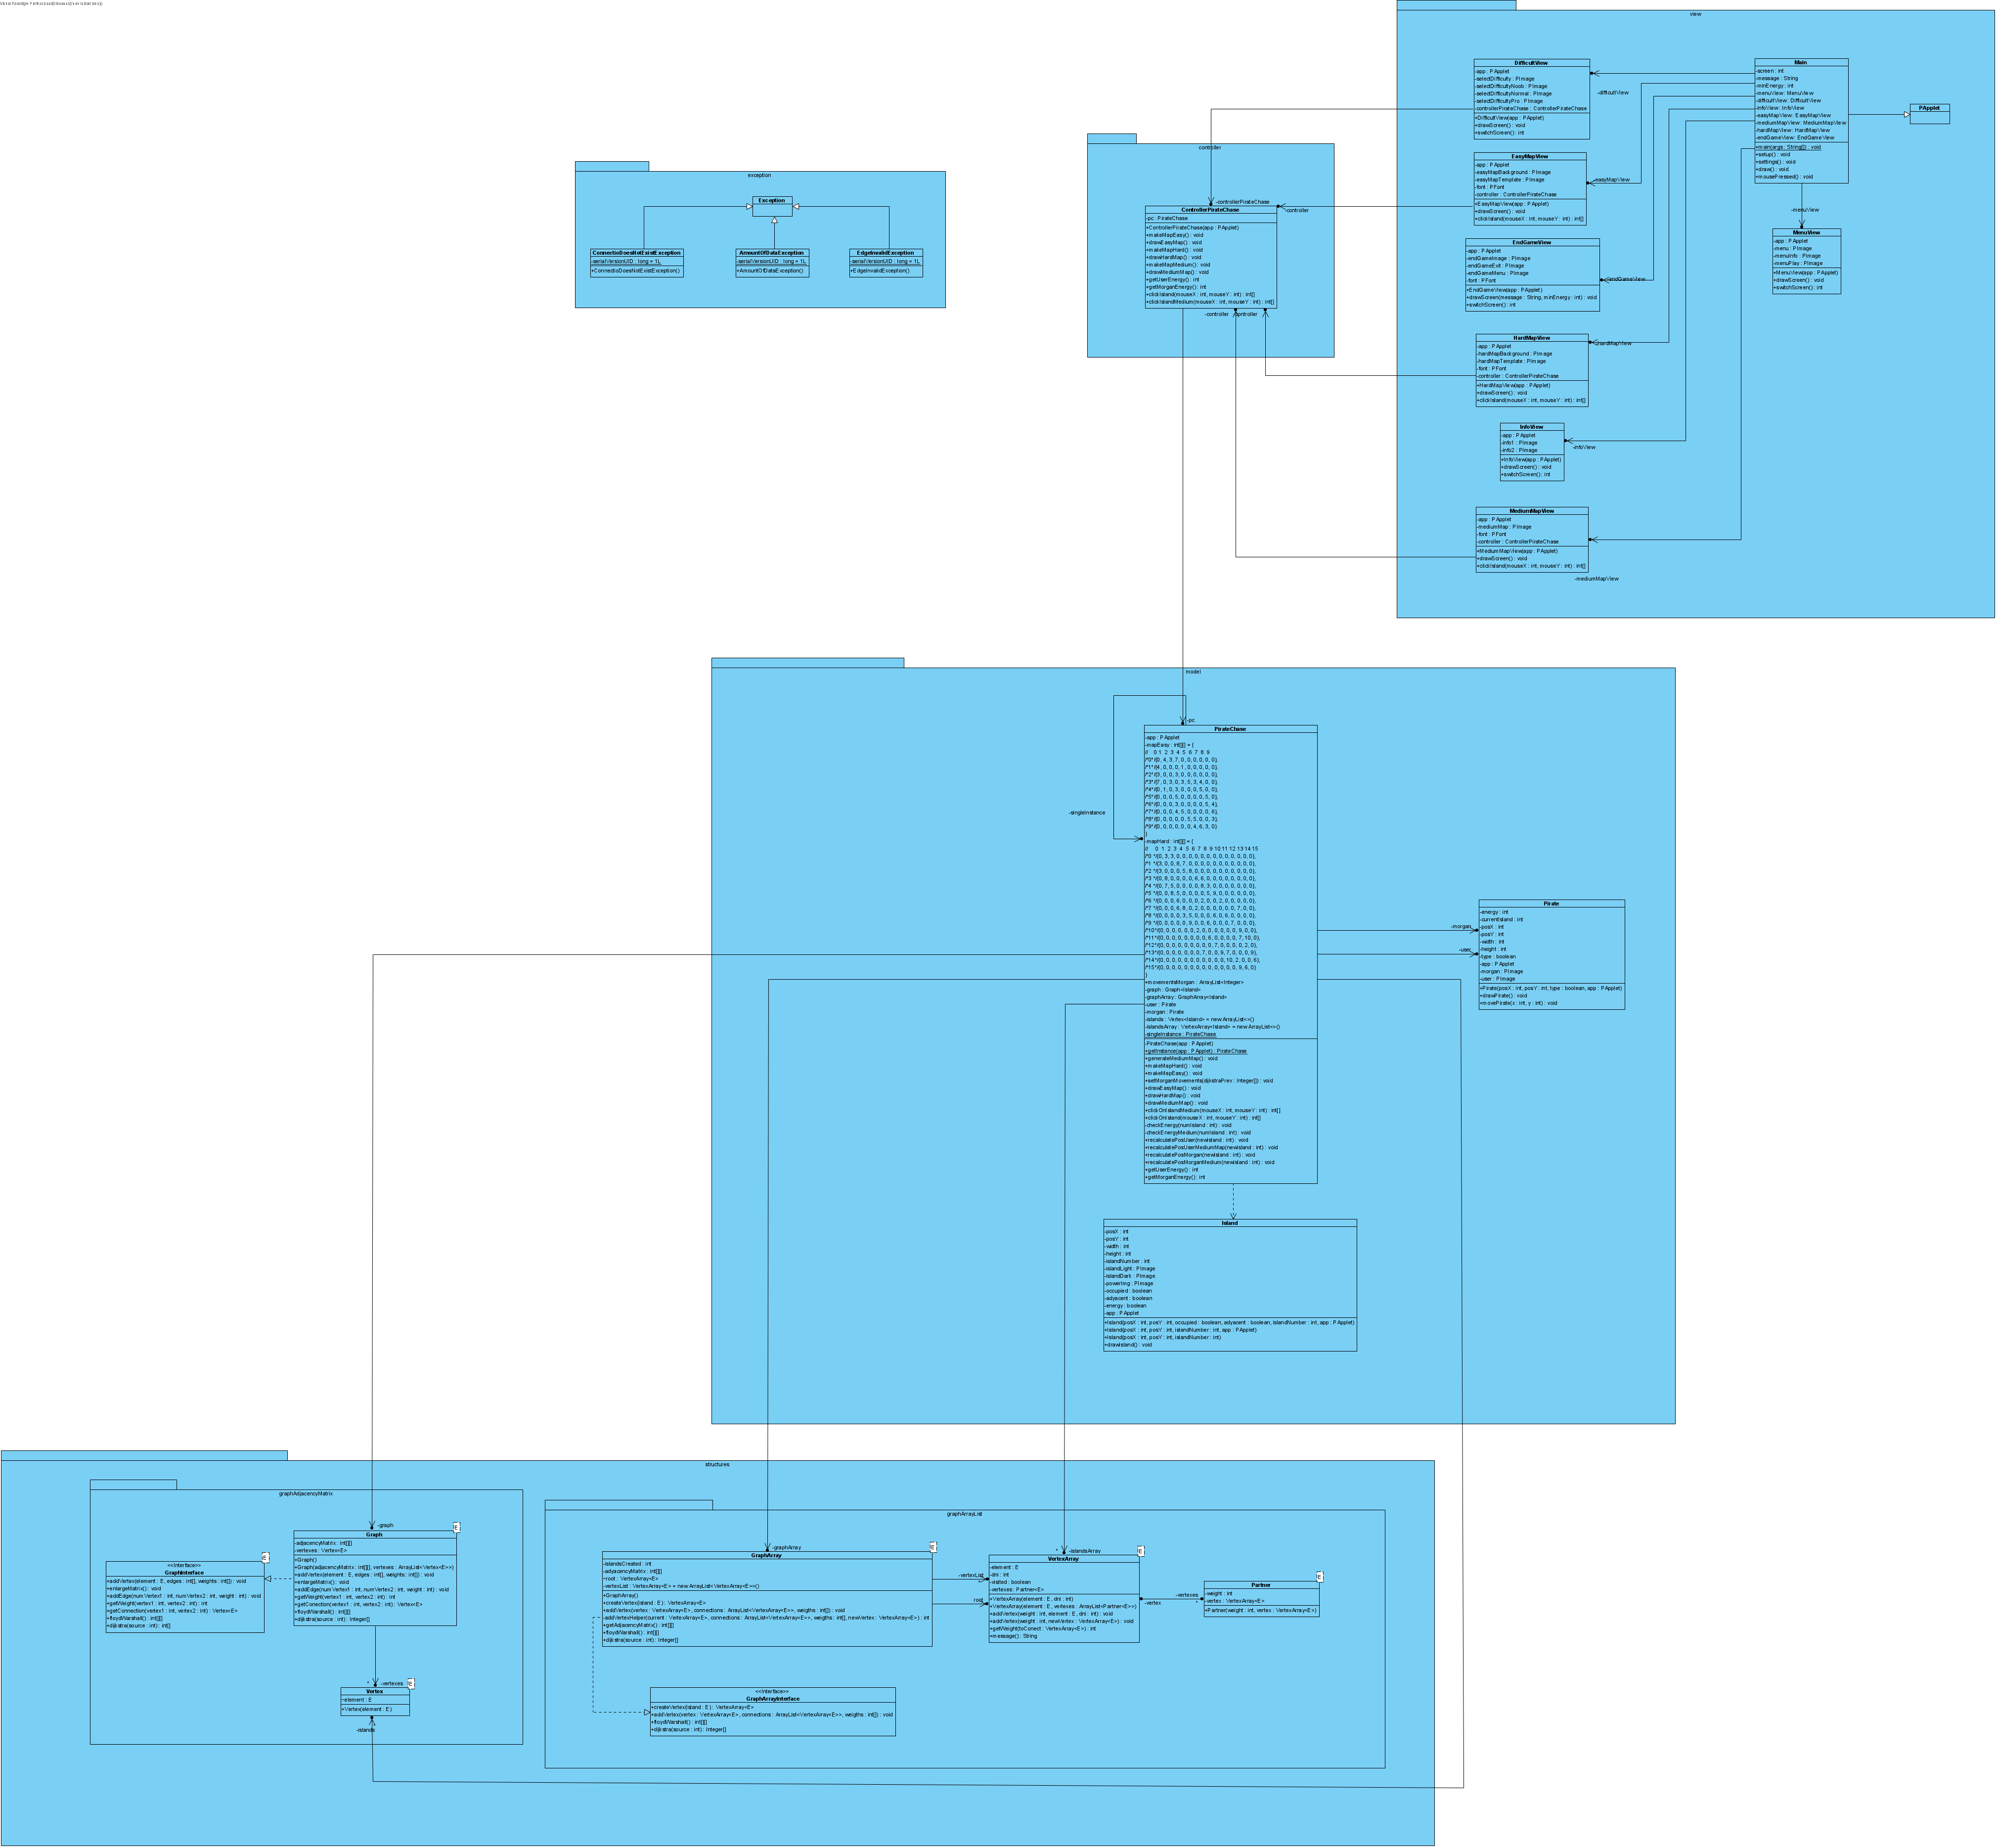 view
DifficultView
-app : PApplet
-selectDifficulty : PImage
-selectDifficultyNoob : PImage
-selectDifficultyNormal : PImage
-selectDifficultyPro : PImage
-controllerPirateChase : ControllerPirateChase
+DifficultView(app : PApplet)
+drawScreen() : void
+switchScreen() : int
Main
-screen : int
-message : String
-minEnergy : int
-menuView : MenuView
-difficultView : DifficultView
-infoView : InfoView
-easyMapView : EasyMapView
-mediumMapView : MediumMapView
-hardMapView : HardMapView
-endGameView : EndGameView
+main(args : String[]) : void
+setup() : void
+settings() : void
+draw() : void
+mousePressed() : void
PApplet
-difficultView
EasyMapView
-app : PApplet
-easyMapBackground : PImage
-easyMapTemplate : PImage
-font : PFont
-controller : ControllerPirateChase
+EasyMapView(app : PApplet)
+drawScreen() : void
+clickIsland(mouseX : int, mouseY : int) : int[]
-easyMapView
-menuView
MenuView
-app : PApplet
-menu : PImage
-menuInfo : PImage
-menuPlay : PImage
+MenuView(app : PApplet)
+drawScreen() : void
+switchScreen() : int
EndGameView
-app : PApplet
-endGameImage : PImage
-endGameExit : PImage
-endGameMenu : PImage
-font : PFont
+EndGameView(app : PApplet)
+drawScreen(message : String, minEnergy : int) : void
+switchScreen() : int
-endGameView
HardMapView
-app : PApplet
-hardMapBackground : PImage
-hardMapTemplate : PImage
-font : PFont
-controller : ControllerPirateChase
+HardMapView(app : PApplet)
+drawScreen() : void
+clickIsland(mouseX : int, mouseY : int) : int[]
-hardMapView
InfoView
-app : PApplet
-info1 : PImage
-info2 : PImage
+InfoView(app : PApplet)
+drawScreen() : void
+switchScreen() : int
-infoView
MediumMapView
-app : PApplet
-mediumMap : PImage
-font : PFont
-controller : ControllerPirateChase
+MediumMapView(app : PApplet)
+drawScreen() : void
+clickIsland(mouseX : int, mouseY : int) : int[]
-mediumMapView
controller
-controllerPirateChase
-controller
ControllerPirateChase
-pc : PirateChase
+ControllerPirateChase(app : PApplet)
+makeMapEasy() : void
+drawEasyMap() : void
+makeMapHard() : void
+drawHardMap() : void
+makeMapMedium() : void
+drawMediumMap() : void
+getUserEnergy() : int
+getMorganEnergy() : int
+clickIsland(mouseX : int, mouseY : int) : int[]
+clickIslandMedium(mouseX : int, mouseY : int) : int[]
-controller
-controller
exception
Exception
ConnectioDoesNotExistException
-serialVersionUID : long = 1L
+ConnectioDoesNotExistException()
AmountOfDataException
-serialVersionUID : long = 1L
+AmountOfDataException()
EdgeInvalidException
-serialVersionUID : long = 1L
+EdgeInvalidException()
model
-pc
-singleInstance
PirateChase
-app : PApplet
-mapEasy : int[][] = {
// 0 1 2 3 4 5 6 7 8 9
/*0*/{0, 4, 3, 7, 0, 0, 0, 0, 0, 0},
/*1*/{4, 0, 0, 0, 1, 0, 0, 0, 0, 0},
/*2*/{3, 0, 0, 3, 0, 0, 0, 0, 0, 0},
/*3*/{7, 0, 3, 0, 3, 5, 3, 4, 0, 0},
/*4*/{0, 1, 0, 3, 0, 0, 0, 5, 0, 0},
/*5*/{0, 0, 0, 5, 0, 0, 0, 0, 5, 0},
/*6*/{0, 0, 0, 3, 0, 0, 0, 0, 5, 4},
/*7*/{0, 0, 0, 4, 5, 0, 0, 0, 0, 6},
/*8*/{0, 0, 0, 0, 0, 5, 5, 0, 0, 3},
/*9*/{0, 0, 0, 0, 0, 0, 4, 6, 3, 0}
}
-mapHard : int[][] = {
// 0 1 2 3 4 5 6 7 8 9 10 11 12 13 14 15
/*0 */{0, 3, 3, 0, 0, 0, 0, 0, 0, 0, 0, 0, 0, 0, 0, 0},
/*1 */{3, 0, 0, 8, 7, 0, 0, 0, 0, 0, 0, 0, 0, 0, 0, 0},
/*2 */{3, 0, 0, 0, 5, 8, 0, 0, 0, 0, 0, 0, 0, 0, 0, 0},
/*3 */{0, 8, 0, 0, 0, 0, 6, 6, 0, 0, 0, 0, 0, 0, 0, 0},
/*4 */{0, 7, 5, 0, 0, 0, 0, 8, 3, 0, 0, 0, 0, 0, 0, 0},
/*5 */{0, 0, 8, 5, 0, 0, 0, 0, 5, 9, 0, 0, 0, 0, 0, 0},
/*6 */{0, 0, 0, 6, 0, 0, 0, 2, 0, 0, 2, 0, 0, 0, 0, 0},
/*7 */{0, 0, 0, 6, 8, 0, 2, 0, 0, 0, 0, 0, 0, 7, 0, 0},
/*8 */{0, 0, 0, 0, 3, 5, 0, 0, 0, 6, 0, 6, 0, 0, 0, 0},
/*9 */{0, 0, 0, 0, 0, 9, 0, 0, 6, 0, 0, 0, 7, 0, 0, 0},
/*10*/{0, 0, 0, 0, 0, 0, 2, 0, 0, 0, 0, 0, 0, 9, 0, 0},
/*11*/{0, 0, 0, 0, 0, 0, 0, 0, 6, 0, 0, 0, 0, 7, 10, 0},
/*12*/{0, 0, 0, 0, 0, 0, 0, 0, 0, 7, 0, 0, 0, 0, 2, 0},
/*13*/{0, 0, 0, 0, 0, 0, 0, 7, 0, 0, 9, 7, 0, 0, 0, 9},
/*14*/{0, 0, 0, 0, 0, 0, 0, 0, 0, 0, 0, 10, 2, 0, 0, 6},
/*15*/{0, 0, 0, 0, 0, 0, 0, 0, 0, 0, 0, 0, 0, 9, 6, 0}
}
+movementsMorgan : ArrayList<Integer>
-graph : Graph<Island>
-graphArray : GraphArray<Island>
-user : Pirate
-morgan : Pirate
-islands : Vertex<Island> = new ArrayList<>()
-islandsArray : VertexArray<Island> = new ArrayList<>()
-singleInstance : PirateChase
-PirateChase(app : PApplet)
+getInstance(app : PApplet) : PirateChase
+generateMediumMap() : void
+makeMapHard() : void
+makeMapEasy() : void
+setMorganMovements(dijkstraPrev : Integer[]) : void
+drawEasyMap() : void
+drawHardMap() : void
+drawMediumMap() : void
+clickOnIslandMedium(mouseX : int, mouseY : int) : int[]
+clickOnIsland(mouseX : int, mouseY : int) : int[]
-checkEnergy(numIsland : int) : void
-checkEnergyMedium(numIsland : int) : void
+recalculatePosUser(newIsland : int) : void
+recalculatePosUserMediumMap(newIsland : int) : void
+recalculatePosMorgan(newIsland : int) : void
+recalculatePosMorganMedium(newIsland : int) : void
+getUserEnergy() : int
+getMorganEnergy() : int
-morgan
-user
Pirate
-energy : int
-currentIsland : int
-posX : int
-posY : int
-width : int
-height : int
-type : boolean
-app : PApplet
-morgan : PImage
-user : PImage
+Pirate(posX : int, posY : int, type : boolean, app : PApplet)
+drawPirate() : void
+movePirate(x : int, y : int) : void
Island
-posX : int
-posY : int
-width : int
-height : int
-islandNumber : int
-islandLight : PImage
-islandDark : PImage
-powerImg : PImage
-occupied : boolean
-adyacent : boolean
-energy : boolean
-app : PApplet
+Island(posX : int, posY : int, occupied : boolean, adyacent : boolean, islandNumber : int, app : PApplet)
+Island(posX : int, posY : int, islandNumber : int, app : PApplet)
+Island(posX : int, posY : int, islandNumber : int)
+drawIsland() : void
structures
graphAdjacencyMatrix
-graph
E
Graph
-adjacencyMatrix : int[][]
-vertexes : Vertex<E>
+Graph()
+Graph(adjacencyMatrix : int[][], vertexes : ArrayList<Vertex<E>>)
+addVertex(element : E, edges : int[], weights : int[]) : void
+enlargeMatrix() : void
+addEdge(numVertex1 : int, numVertex2 : int, weight : int) : void
+getWeight(vertex1 : int, vertex2 : int) : int
+getConection(vertex1 : int, vertex2 : int) : Vertex<E>
+floydWarshall() : int[][]
+dijkstra(source : int) : Integer[]
E
<<Interface>>
GraphInterface
+addVertex(element : E, edges : int[], weights : int[]) : void
+enlargeMatrix() : void
+addEdge(numVertex1 : int, numVertex2 : int, weight : int) : void
+getWeight(vertex1 : int, vertex2 : int) : int
+getConnection(vertex1 : int, vertex2 : int) : Vertex<E>
+floydWarshall() : int[][]
+dijkstra(source : int) : int[]
*
-vertexes
E
Vertex
~element : E
+Vertex(element : E)
-islands
graphArrayList
-graphArray
E
GraphArray
-islandsCreated : int
-adyacencyMatrix : int[][]
~root : VertexArray<E>
~vertexList : VertexArray<E> = new ArrayList<VertexArray<E>>()
+GraphArray()
+createVertex(island : E) : VertexArray<E>
+addVertex(vertex : VertexArray<E>, connections : ArrayList<VertexArray<E>>, weigths : int[]) : void
-addVertexHelper(current : VertexArray<E>, connections : ArrayList<VertexArray<E>>, weigths : int[], newVertex : VertexArray<E>) : int
+getAdjacencyMatrix() : int[][]
+floydWarshall() : int[][]
+dijkstra(source : int) : Integer[]
~vertexList
*
root
*
-islandsArray
E
VertexArray
-element : E
-dni : int
-visited : boolean
-vertexes : Partner<E>
+VertexArray(element : E, dni : int)
+VertexArray(element : E, vertexes : ArrayList<Partner<E>>)
+addVertex(weight : int, element : E, dni : int) : void
+addVertex(weight : int, newVertex : VertexArray<E>) : void
+getWeight(toConect : VertexArray<E>) : int
+message() : String
-vertexes
*
-vertex
E
Partner
-weight : int
-vertex : VertexArray<E>
+Partner(weight : int, vertex : VertexArray<E>)
<<Interface>>
GraphArrayInterface
+createVertex(island : E) : VertexArray<E>
+addVertex(vertex : VertexArray<E>, connections : ArrayList<VertexArray<E>>, weigths : int[]) : void
+floydWarshall() : int[][]
+dijkstra(source : int) : Integer[]